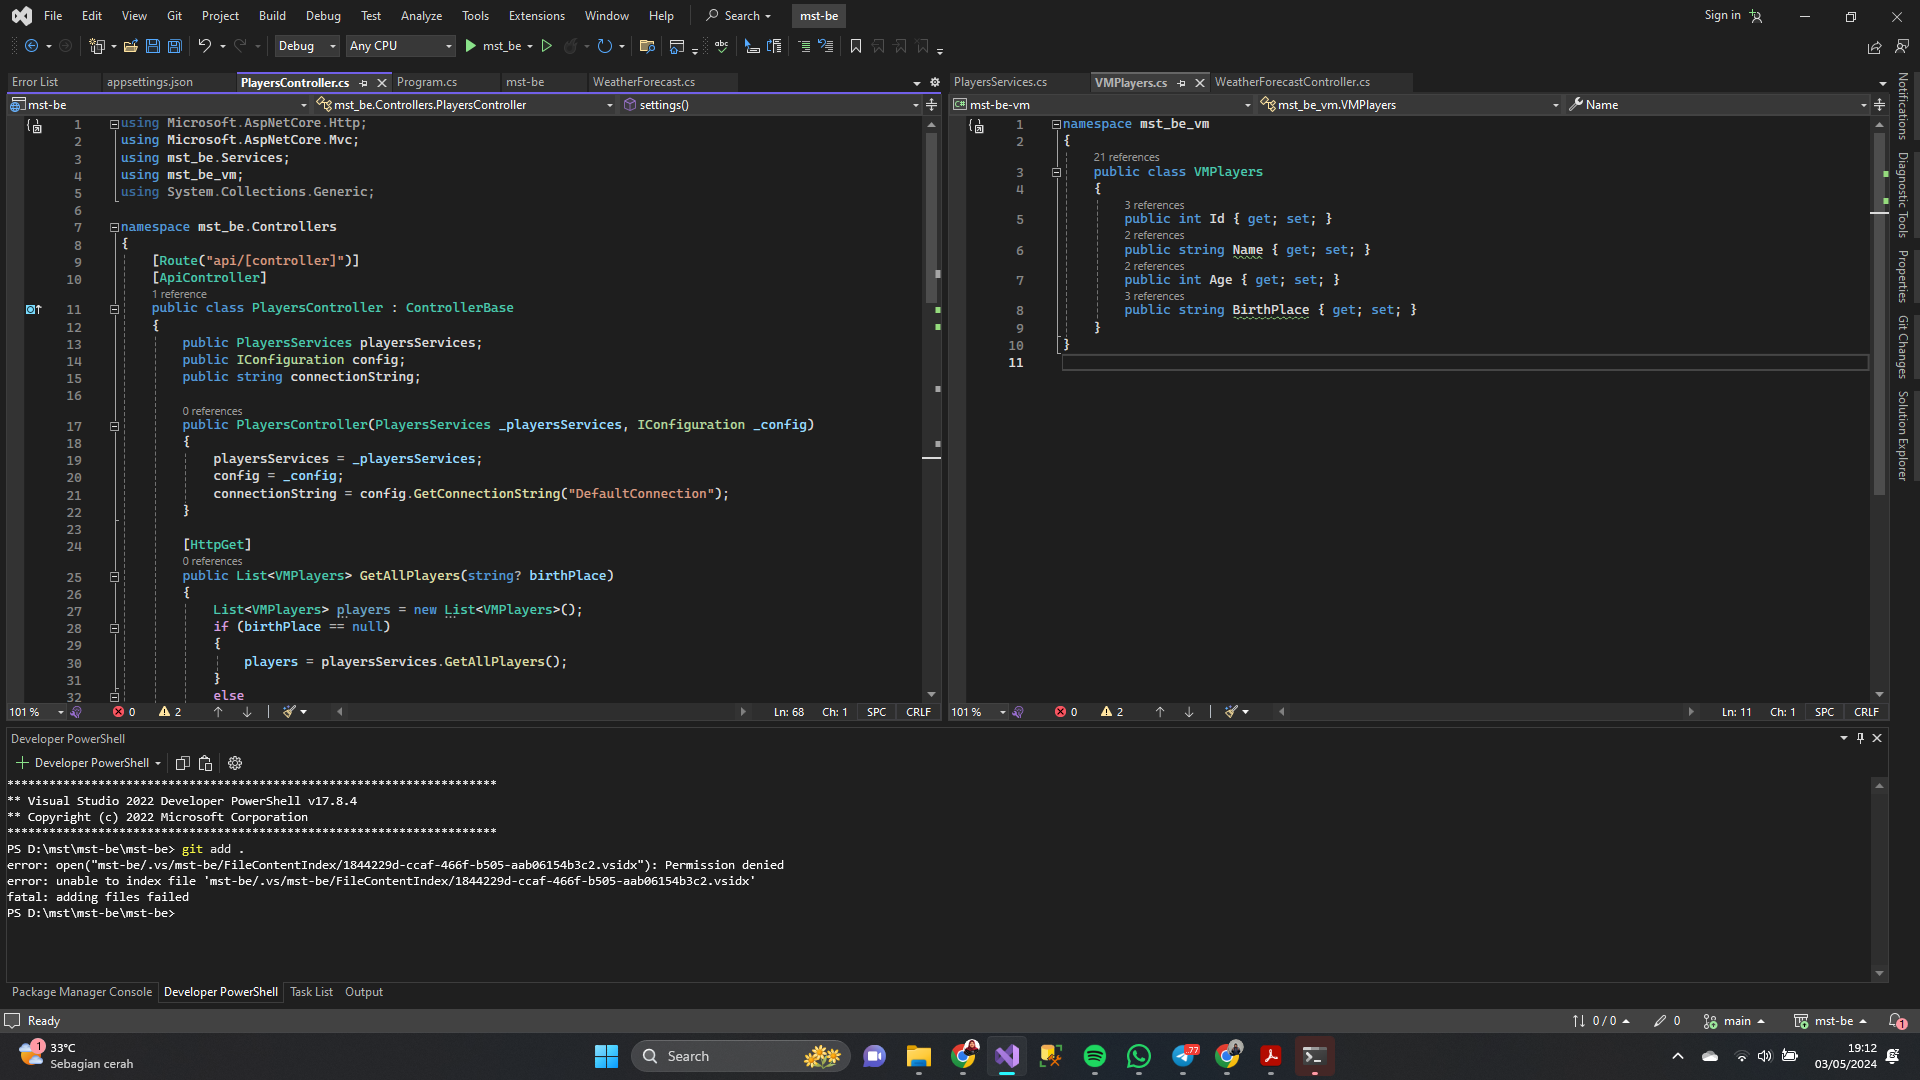 File Edit View Git Project Build Debug Test Analyze Tools Extensions Window Help Search mst-be Sign in
Debug Any CPU mst_be
Error List appsettings.json PlayersController.cs Program.cs mst-be WeatherForecast.cs
mst-be mst_be.Controllers.PlayersController settings()
1 using Microsoft.AspNetCore.Http;
2 using Microsoft.AspNetCore.Mvc;
3 using mst_be.Services;
4 using mst_be_vm;
5 using System.Collections.Generic;
6
7 namespace mst_be.Controllers
8 {
9 [Route("api/[controller]")]
10 [ApiController]
1 reference
11 public class PlayersController : ControllerBase
12 {
13 public PlayersServices playersServices;
14 public IConfiguration config;
15 public string connectionString;
16
0 references
17 public PlayersController(PlayersServices _playersServices, IConfiguration _config)
18 {
19 playersServices = _playersServices;
20 config = _config;
21 connectionString = config.GetConnectionString("DefaultConnection");
22 }
23
24 [HttpGet]
0 references
25 public List<VMPlayers> GetAllPlayers(string? birthPlace)
26 {
27 List<VMPlayers> players = new List<VMPlayers>();
28 if (birthPlace == null)
29 {
30 players = playersServices.GetAllPlayers();
31 }
32 else
101 % 0 2 Ln: 68 Ch: 1 SPC CRLF
PlayersServices.cs VMPlayers.cs WeatherForecastController.cs
mst-be-vm mst_be_vm.VMPlayers Name
1 namespace mst_be_vm
2 {
21 references
3 public class VMPlayers
4 {
3 references
5 public int Id { get; set; }
2 references
6 public string Name { get; set; }
2 references
7 public int Age { get; set; }
3 references
8 public string BirthPlace { get; set; }
9 }
10 }
11
101 % 0 2 Ln: 11 Ch: 1 SPC CRLF
Notifications
Diagnostic Tools
Properties
Git Changes
Solution Explorer
Developer PowerShell
Developer PowerShell
**********************************************************************
** Visual Studio 2022 Developer PowerShell v17.8.4
** Copyright (c) 2022 Microsoft Corporation
**********************************************************************
PS D:\mst\mst-be\mst-be> git add .
error: open("mst-be/.vs/mst-be/FileContentIndex/1844229d-ccaf-466f-b505-aab06154b3c2.vsidx"): Permission denied
error: unable to index file 'mst-be/.vs/mst-be/FileContentIndex/1844229d-ccaf-466f-b505-aab06154b3c2.vsidx'
fatal: adding files failed
PS D:\mst\mst-be\mst-be>
Package Manager Console Developer PowerShell Task List Output
Ready 0 / 0 0 main mst-be 1
1 33°C
Sebagian cerah
Search 77
19:12
03/05/2024